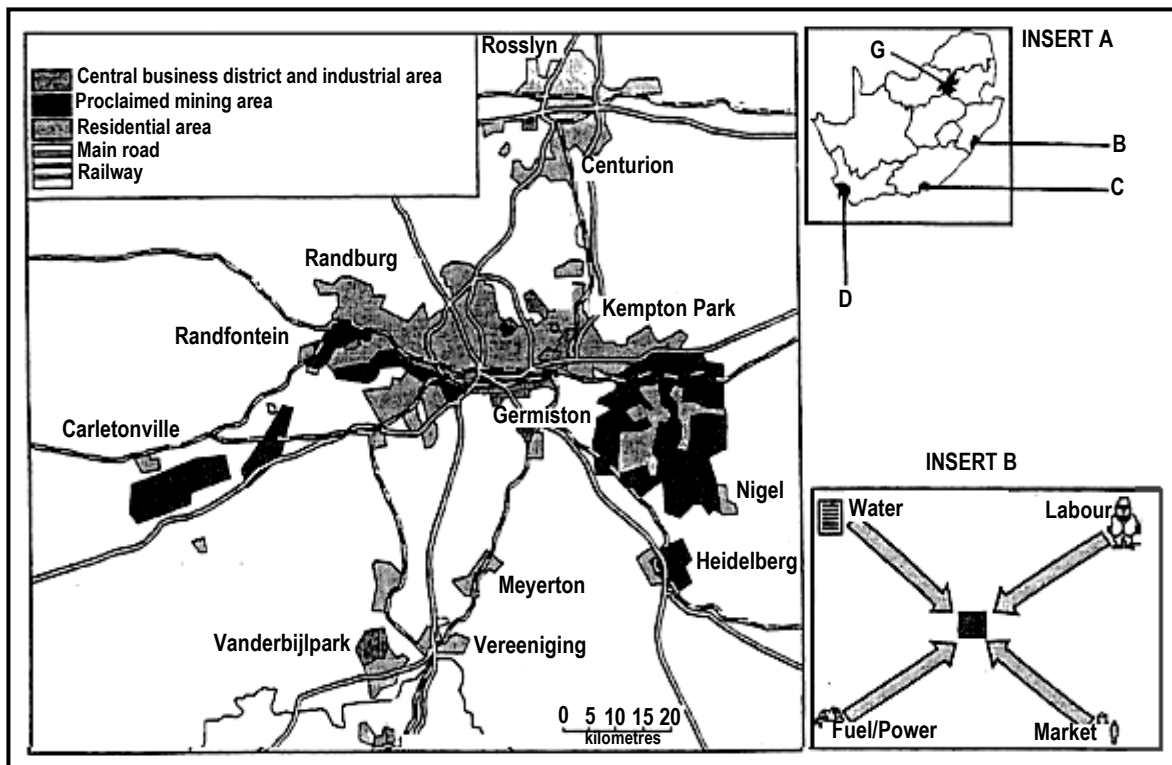 Rosslyn
Central business district and industrial area
Proclaimed mining area
Residential area
Main road
Railway
Centurion
Randburg
Kempton Park
Randfontein
Carletonville
Germiston
Nigel
Heidelberg
Meyerton
Vanderbijlpark
Vereeniging
0 5 10 15 20
kilometres
INSERT A
G
B
C
D
INSERT B
Water
Labour
Fuel/Power
Market